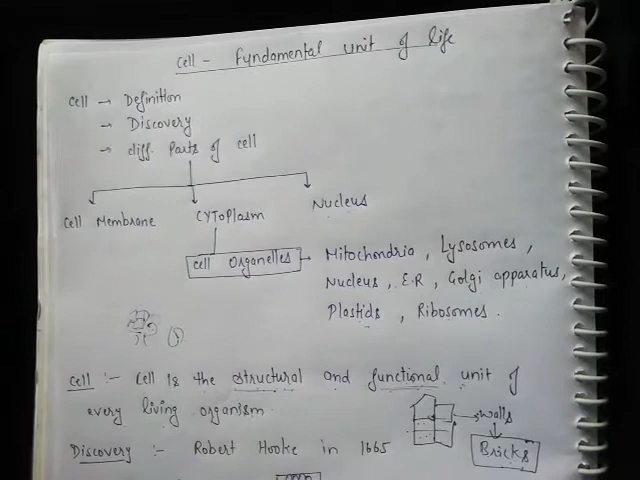 Cell - Fundamental unit of life
Cell → Definition
→ Discovery
→ diff. Parts of cell
Cell Membrane CYToplasm Nucleus
Cell Organelles → Mitochondria, Lysosomes,
Nucleus, E.R, Golgi apparatus,
Plastids, Ribosomes.
Cell :- Cell is the structural and functional unit of
every living organism.
→ walls
Discovery :- Robert Hooke in 1665
Bricks